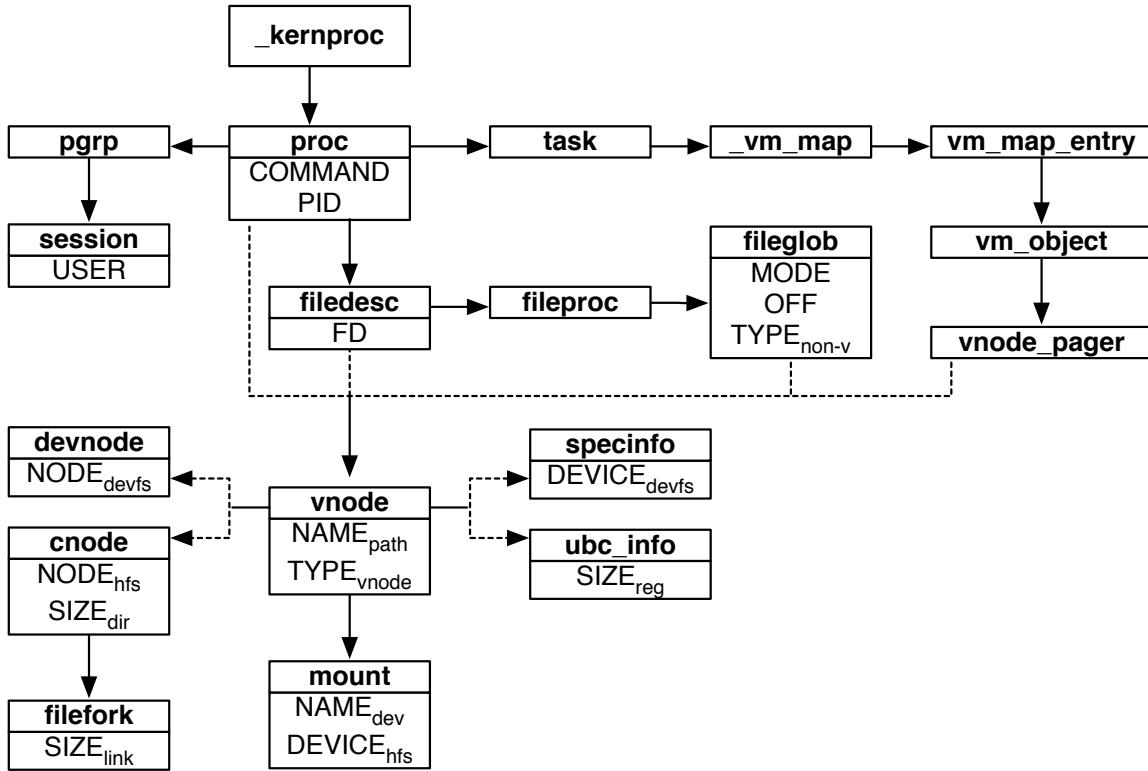 _kernproc
pgrp
proc
COMMAND
PID
task
_vm_map
vm_map_entry
session
USER
fileglob
MODE
OFF
TYPEnon-v
vm_object
filedesc
FD
fileproc
vnode_pager
devnode
NODEdevfs
specinfo
DEVICEdevfs
vnode
NAMEpath
TYPEvnode
cnode
NODEhfs
SIZEdir
ubc_info
SIZEreg
mount
NAMEdev
DEVICEhfs
filefork
SIZElink